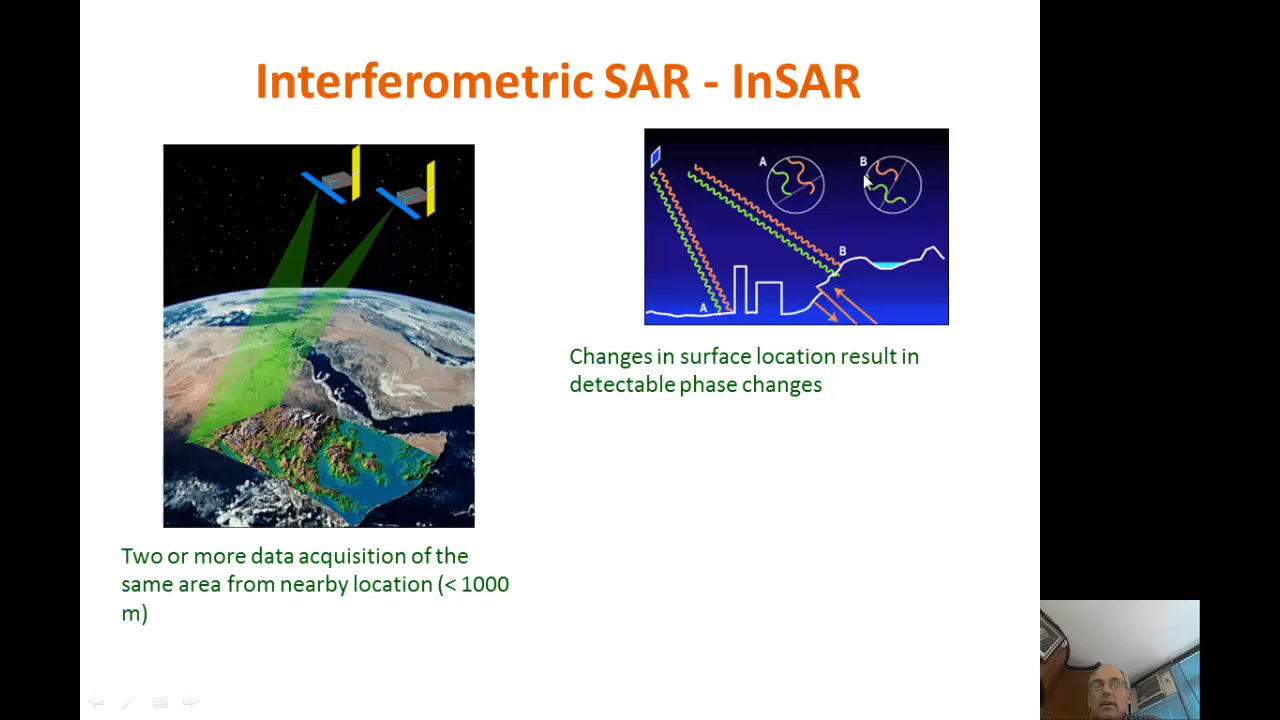 Interferometric SAR - InSAR
A
B
B
A
Changes in surface location result in
detectable phase changes
Two or more data acquisition of the
same area from nearby location (< 1000
m)